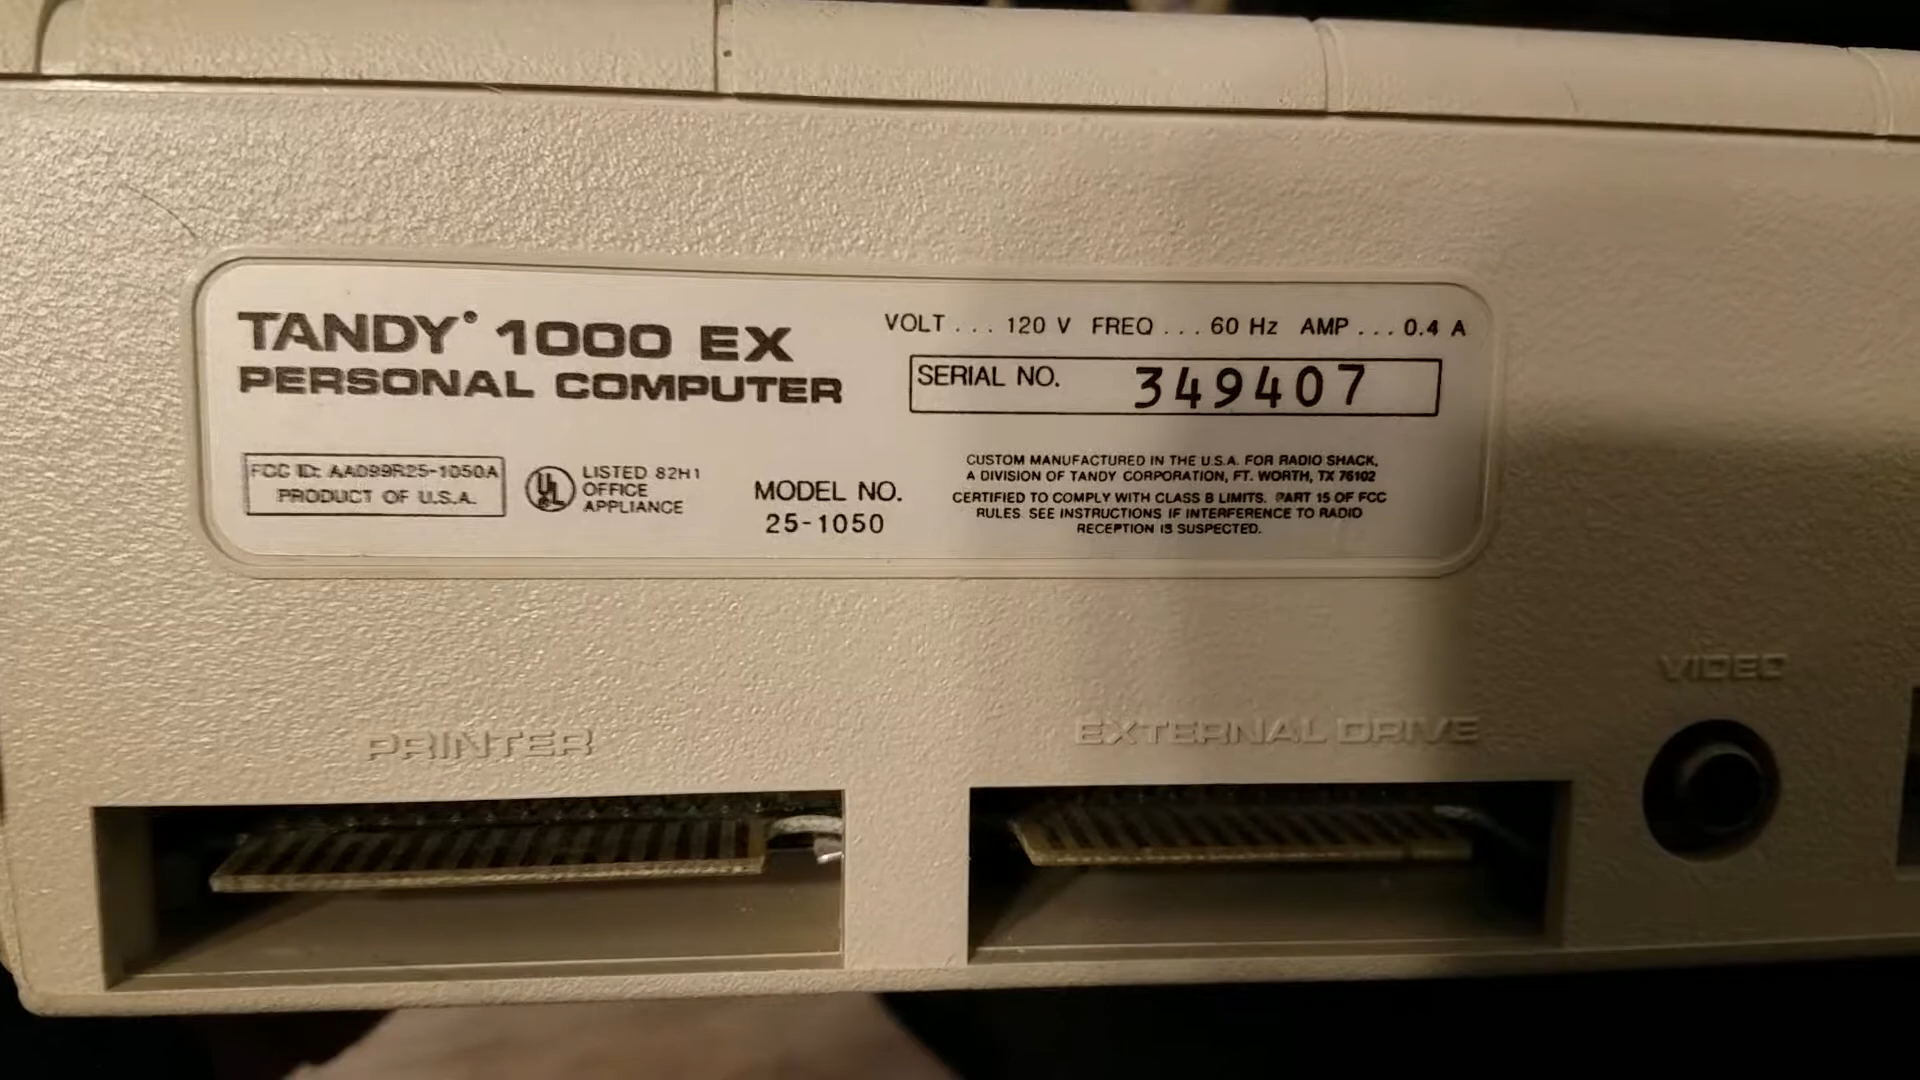 TANDY® 1000 EX
PERSONAL COMPUTER
VOLT . . . 120 V FREQ . . . 60 Hz AMP . . . 0.4 A
SERIAL NO. 349407
FCC ID: AAO99R25-1050A
PRODUCT OF U.S.A.
UL
LISTED 82H1
OFFICE
APPLIANCE
MODEL NO.
25-1050
CUSTOM MANUFACTURED IN THE U.S.A. FOR RADIO SHACK,
A DIVISION OF TANDY CORPORATION, FT. WORTH, TX 76102
CERTIFIED TO COMPLY WITH CLASS B LIMITS. PART 15 OF FCC
RULES SEE INSTRUCTIONS IF INTERFERENCE TO RADIO
RECEPTION IS SUSPECTED.
PRINTER
EXTERNAL DRIVE
VIDEO